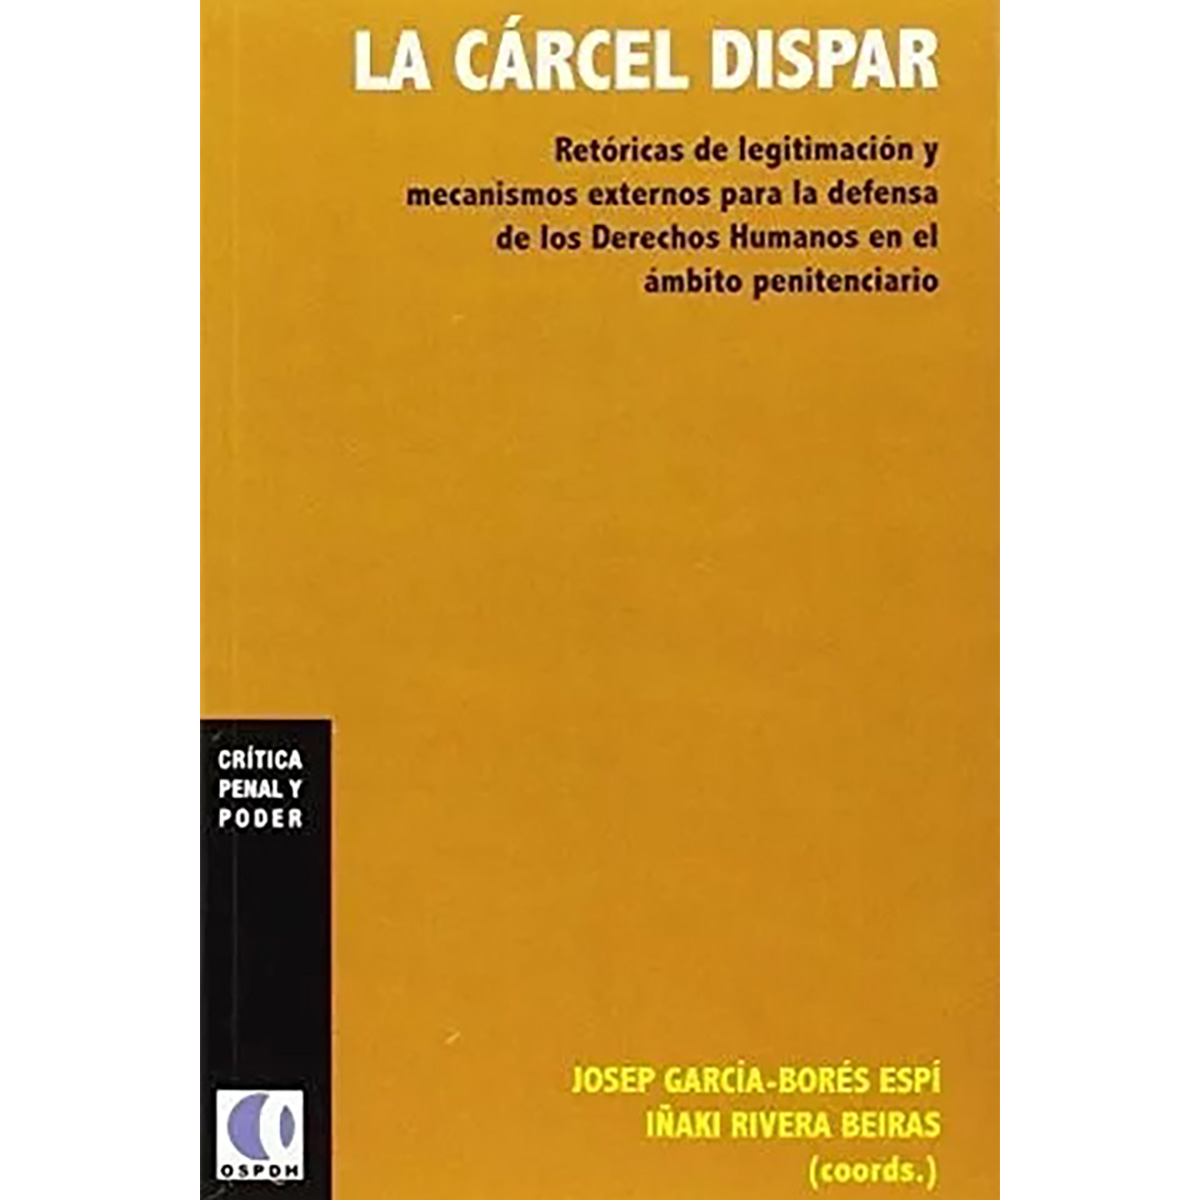 LA CÁRCEL DISPAR
Retóricas de legitimación y
mecanismos externos para la defensa
de los Derechos Humanos en el
ámbito penitenciario
CRÍTICA
PENAL Y
PODER
OSPDH
JOSEP GARCÍA-BORÉS ESPÍ
IÑAKI RIVERA BEIRAS
(coords.)